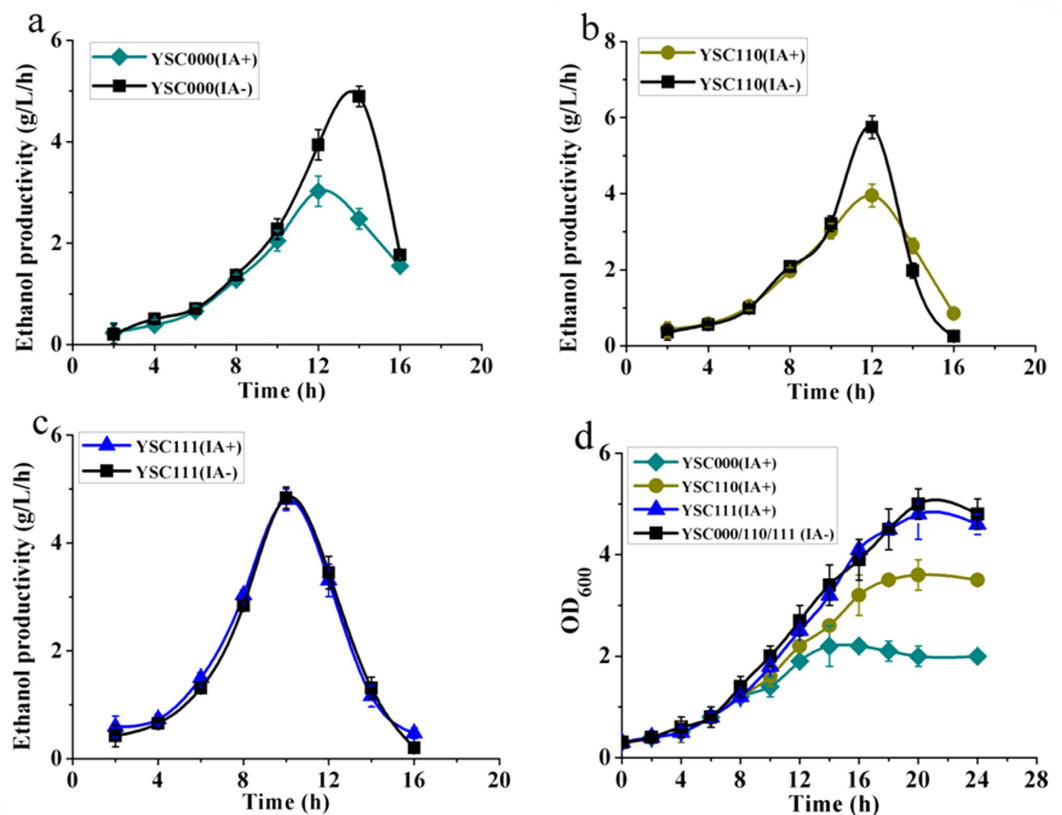 a
YSC000(IA+)
YSC000(IA-)
Ethanol productivity (g/L/h)
6
4
2
0
0
4
8
12
16
20
Time (h)
b
YSC110(IA+)
YSC110(IA-)
Ethanol productivity (g/L/h)
8
6
4
2
0
0
4
8
12
16
20
Time (h)
c
YSC111(IA+)
YSC111(IA-)
Ethanol productivity (g/L/h)
6
4
2
0
0
4
8
12
16
20
Time (h)
d
YSC000(IA+)
YSC110(IA+)
YSC111(IA+)
YSC000/110/111 (IA-)
OD600
6
4
2
0
0
4
8
12
16
20
24
28
Time (h)